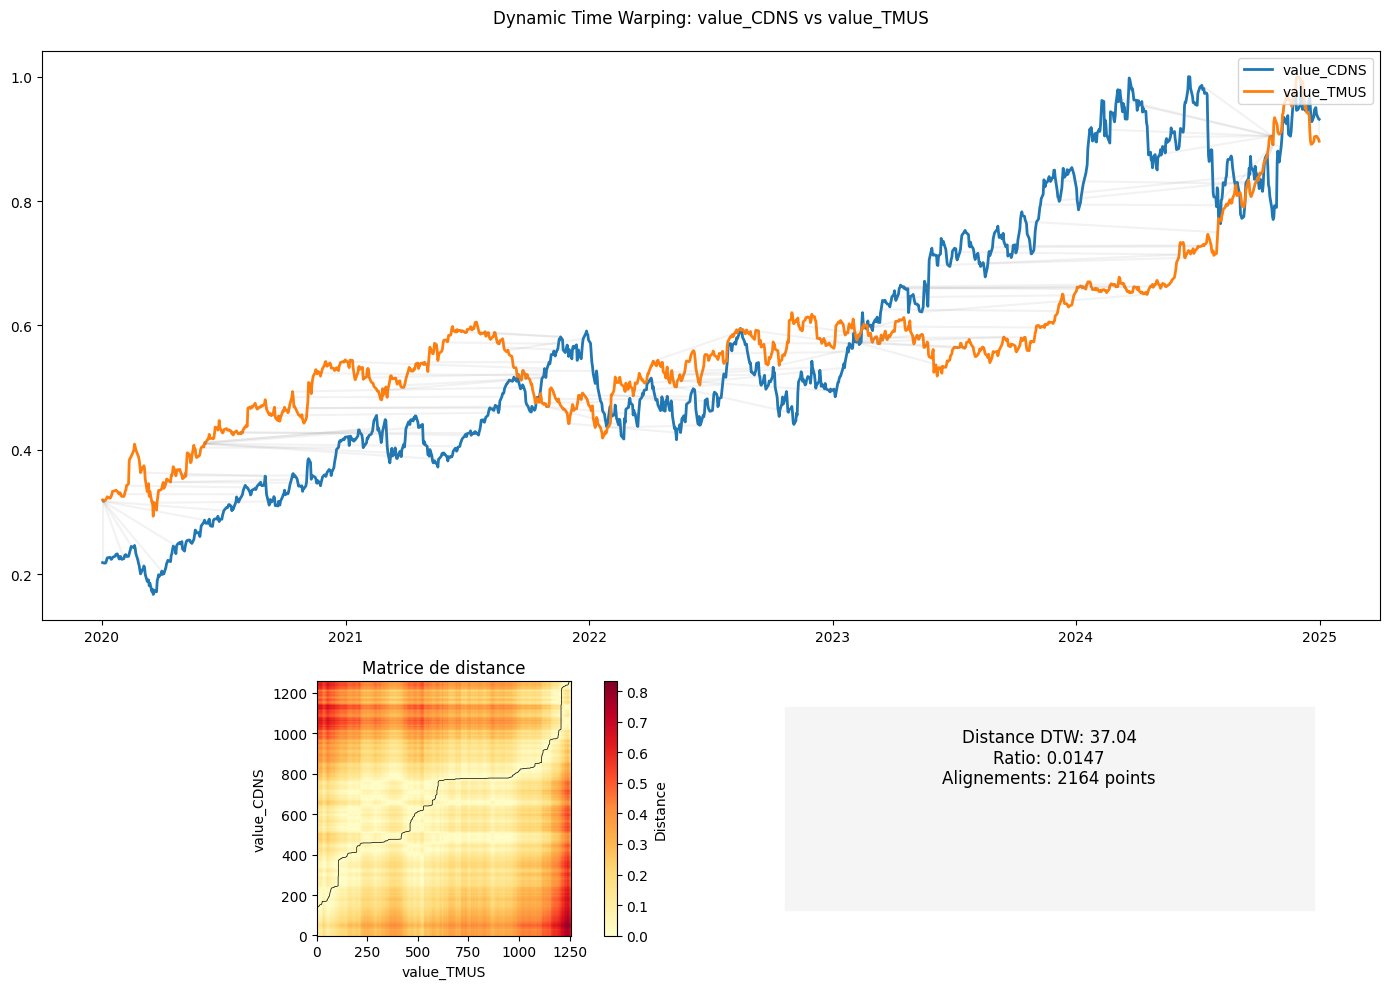 Dynamic Time Warping: value_CDNS vs value_TMUS
value_CDNS
value_TMUS
1.0
0.8
0.6
0.4
0.2
2020 2021 2022 2023 2024 2025
Matrice de distance
value_CDNS
1200
1000
800
600
400
200
0
0 250 500 750 1000 1250
value_TMUS
0.8
0.7
0.6
0.5
0.4
0.3
0.2
0.1
0.0
Distance
Distance DTW: 37.04
Ratio: 0.0147
Alignements: 2164 points